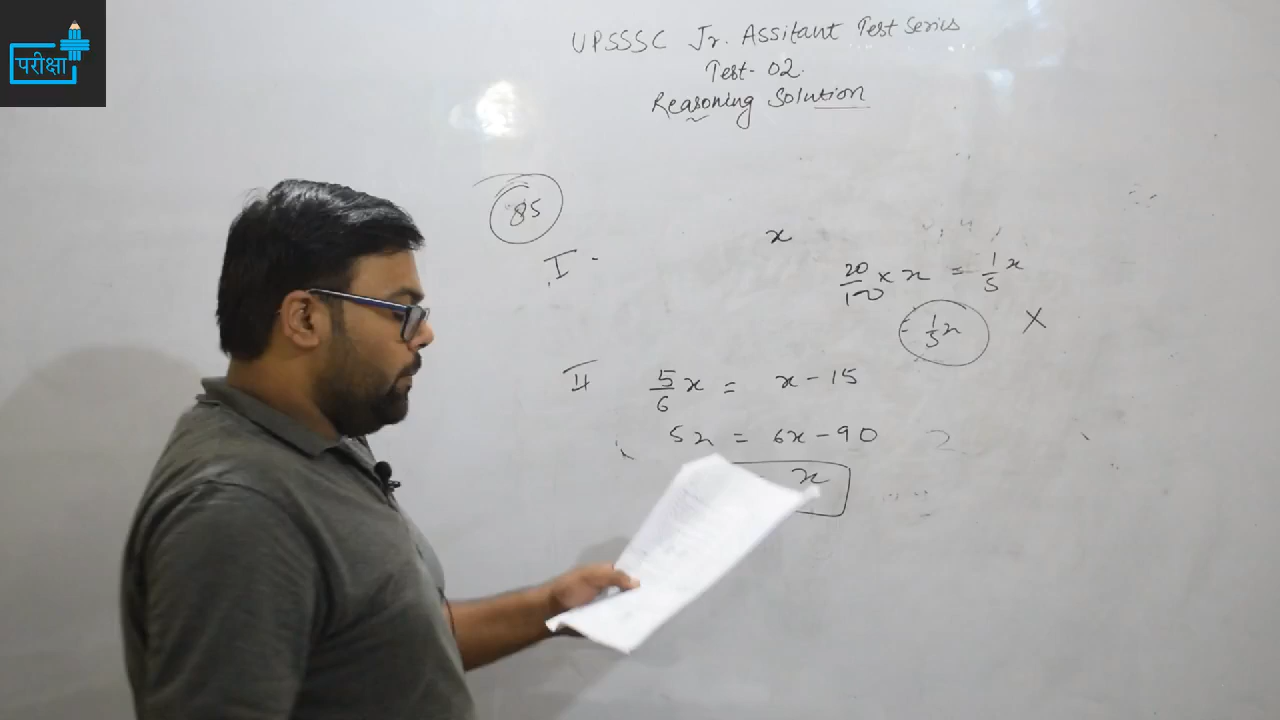 परीक्षा
UPSSSC Jr. Assitant Test Series
Test-02.
Reasoning Solution
85
I.
x
20/100 × x = 1/5 x
= 1/5 x ×
II 5/6 x = x - 15
5x = 6x - 90
x